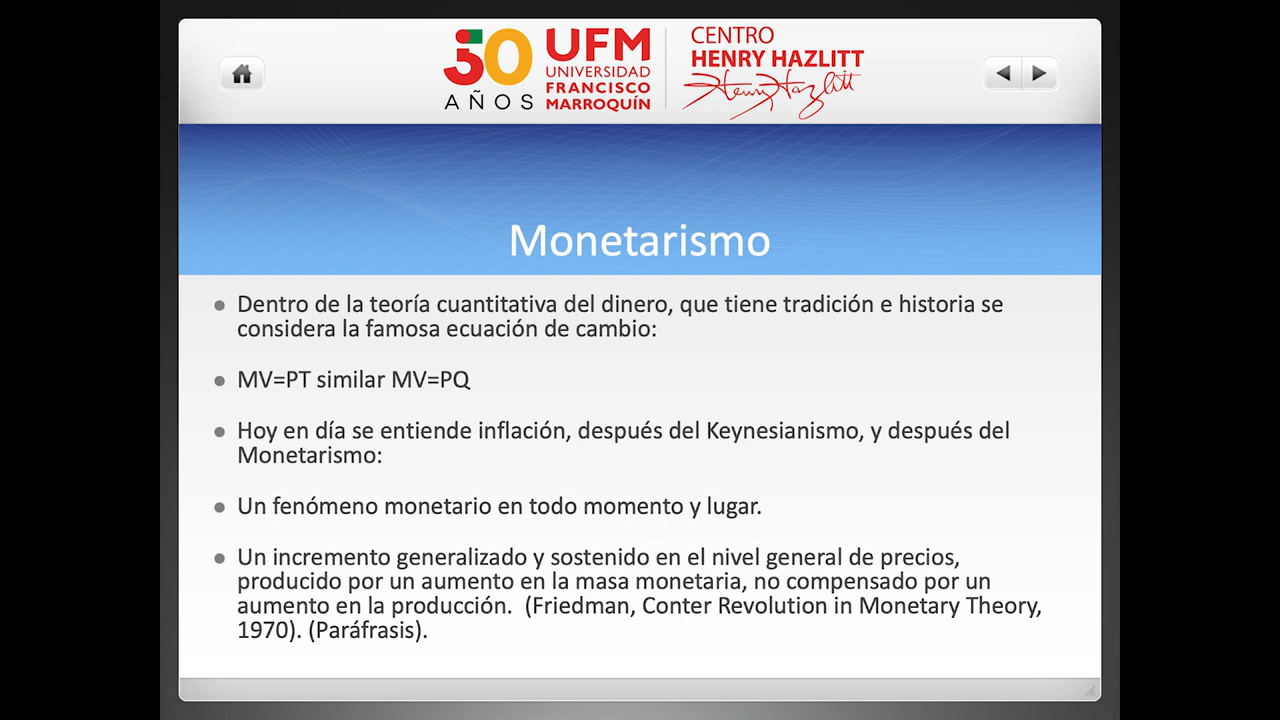 50 AÑOS
UFM
UNIVERSIDAD
FRANCISCO
MARROQUÍN
CENTRO
HENRY HAZLITT
Henry Hazlitt
Monetarismo
Dentro de la teoría cuantitativa del dinero, que tiene tradición e historia se
considera la famosa ecuación de cambio:
MV=PT similar MV=PQ
Hoy en día se entiende inflación, después del Keynesianismo, y después del
Monetarismo:
Un fenómeno monetario en todo momento y lugar.
Un incremento generalizado y sostenido en el nivel general de precios,
producido por un aumento en la masa monetaria, no compensado por un
aumento en la producción.  (Friedman, Conter Revolution in Monetary Theory,
1970). (Paráfrasis).